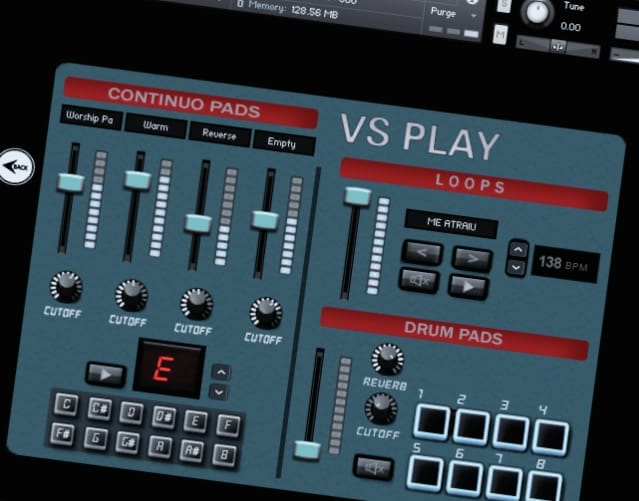 Memory: 128.56 MB
Purge
S
M
Tune
0.00
L R
BACK
CONTINUO PADS
Worship Pa
Warm
Reverse
Empty
CUTOFF
CUTOFF
CUTOFF
CUTOFF
E
C C# D D# E F
F# G G# A A# B
VS PLAY
LOOPS
ME ATRAIU
< >
138 BPM
DRUM PADS
REVERB
CUTOFF
1 2 3 4
5 6 7 8